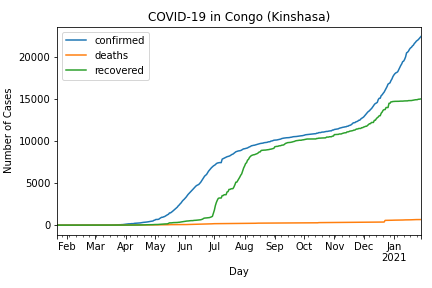 COVID-19 in Congo (Kinshasa)
confirmed
deaths
recovered
Number of Cases
20000
15000
10000
5000
0
Feb Mar Apr May Jun Jul Aug Sep Oct Nov Dec Jan
2021
Day